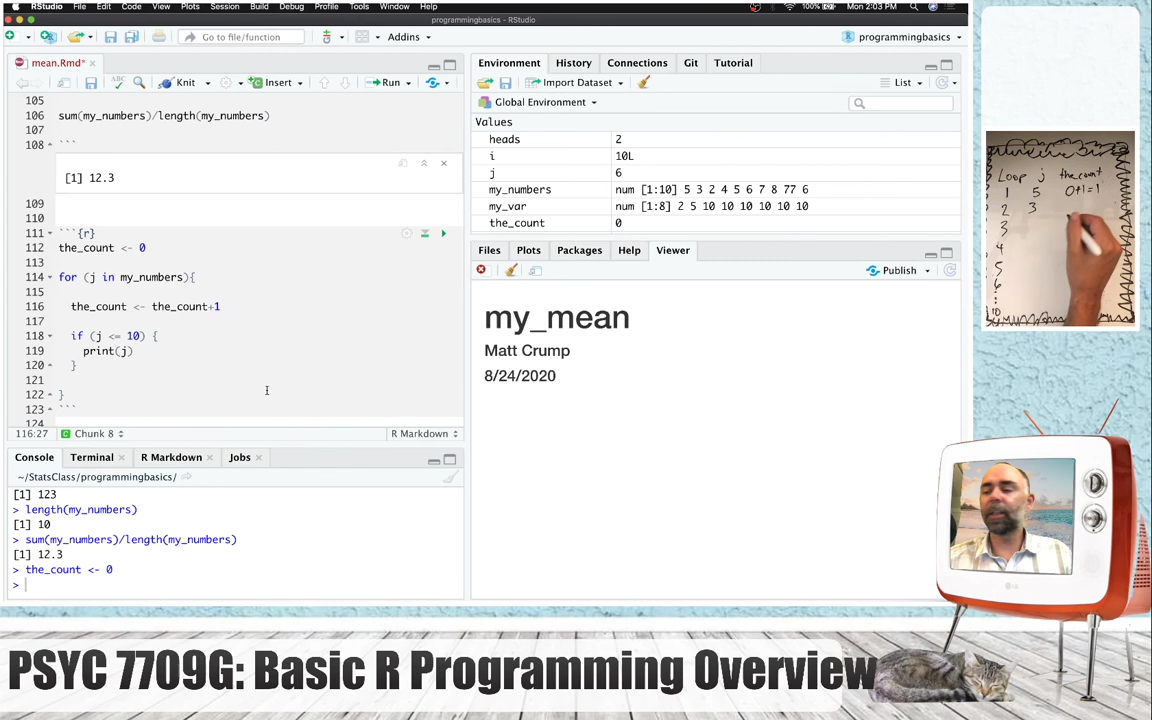 RStudio File Edit Code View Plots Session Build Debug Profile Tools Window Help 100% Mon 2:03 PM
programmingbasics - RStudio
Go to file/function Addins programmingbasics
mean.Rmd*
Knit Insert Run
105
106 sum(my_numbers)/length(my_numbers)
107
108 ```
[1] 12.3
109
110
111 ```{r}
112 the_count <- 0
113
114 for (j in my_numbers){
115
116 the_count <- the_count+1
117
118 if (j <= 10) {
119 print(j)
120 }
121
122 }
123 ```
124
116:27 Chunk 8 R Markdown
Console Terminal R Markdown Jobs
~/StatsClass/programmingbasics/
[1] 123
> length(my_numbers)
[1] 10
> sum(my_numbers)/length(my_numbers)
[1] 12.3
> the_count <- 0
>
Environment History Connections Git Tutorial
Import Dataset List
Global Environment
Values
heads 2
i 10L
j 6
my_numbers num [1:10] 5 3 2 4 5 6 7 8 77 6
my_var num [1:8] 2 5 10 10 10 10 10 10
the_count 0
Files Plots Packages Help Viewer
Publish
my_mean
Matt Crump
8/24/2020
Loop j the count
1 5 0+1=1
2 3
3
4
5
6
10
LG
PSYC 7709G: Basic R Programming Overview